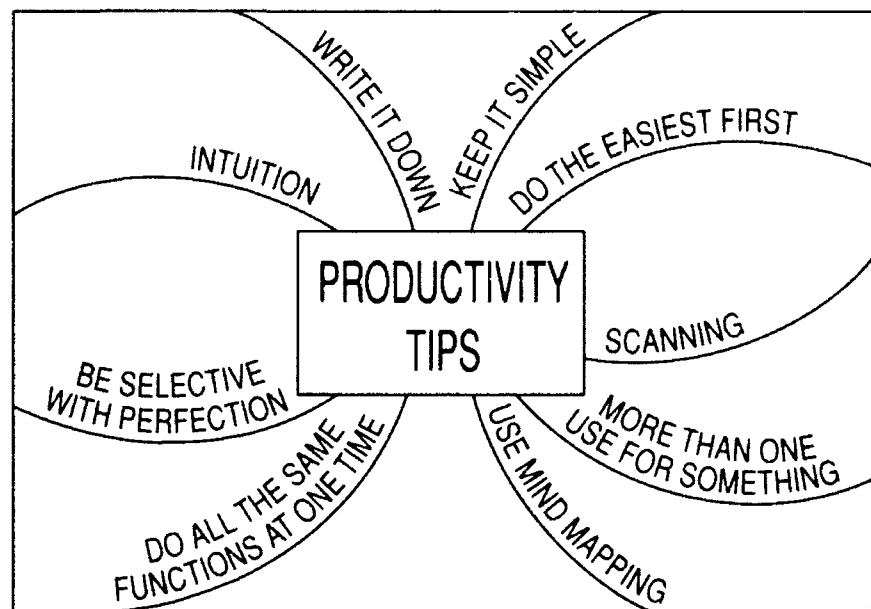 WRITE IT DOWN
KEEP IT SIMPLE
INTUITION
DO THE EASIEST FIRST
PRODUCTIVITY
TIPS
SCANNING
BE SELECTIVE
WITH PERFECTION
MORE THAN ONE
USE FOR SOMETHING
DO ALL THE SAME
FUNCTIONS AT ONE TIME
USE MIND MAPPING